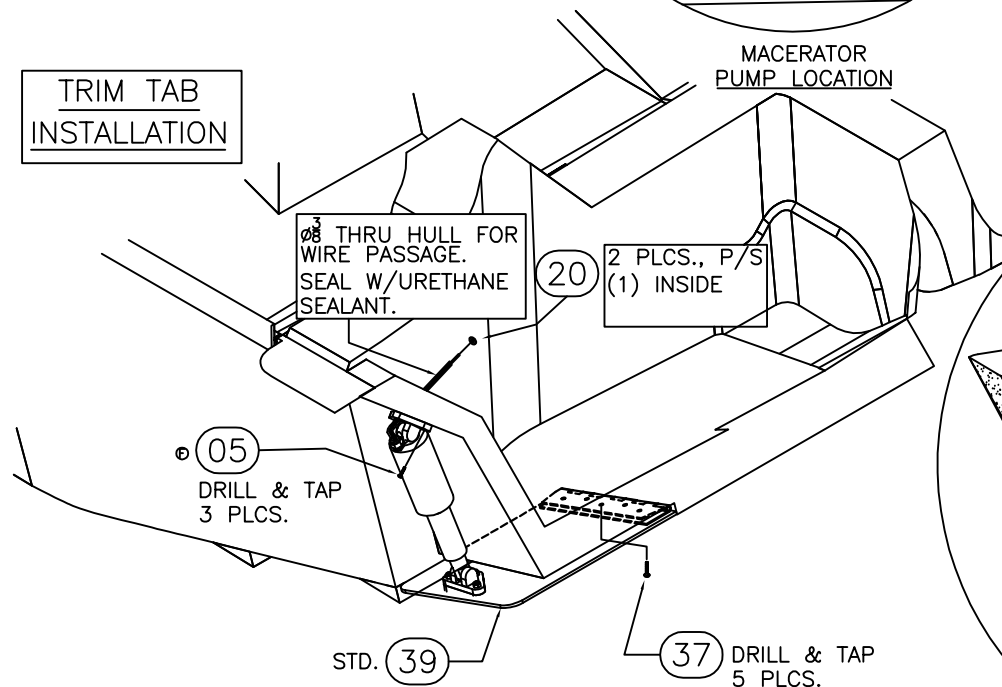 TRIM TAB
INSTALLATION
MACERATOR
PUMP LOCATION
Ø3/8 THRU HULL FOR
WIRE PASSAGE.
SEAL W/URETHANE
SEALANT.
20
2 PLCS., P/S
(1) INSIDE
F
05
DRILL & TAP
3 PLCS.
STD. 39
37
DRILL & TAP
5 PLCS.